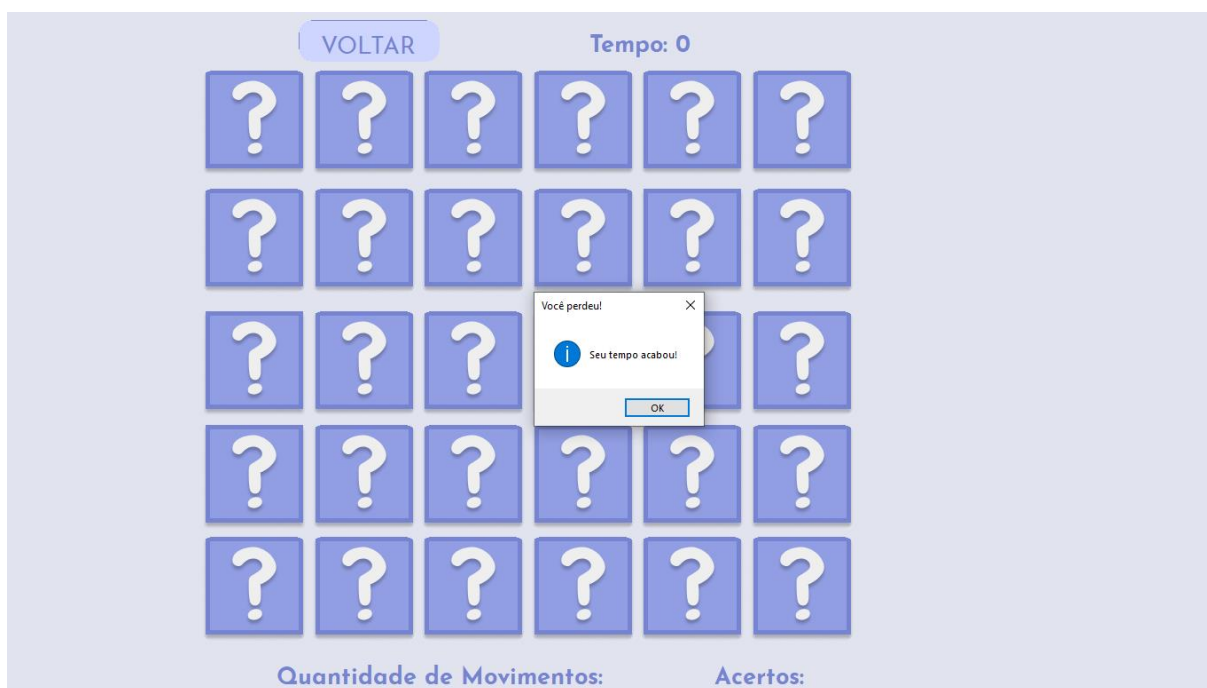 VOLTAR
Tempo: 0
? ? ? ? ? ?
? ? ? ? ? ?
Você perdeu!
Seu tempo acabou!
OK
? ? ? ?
? ? ? ? ? ?
? ? ? ? ? ?
Quantidade de Movimentos:
Acertos: